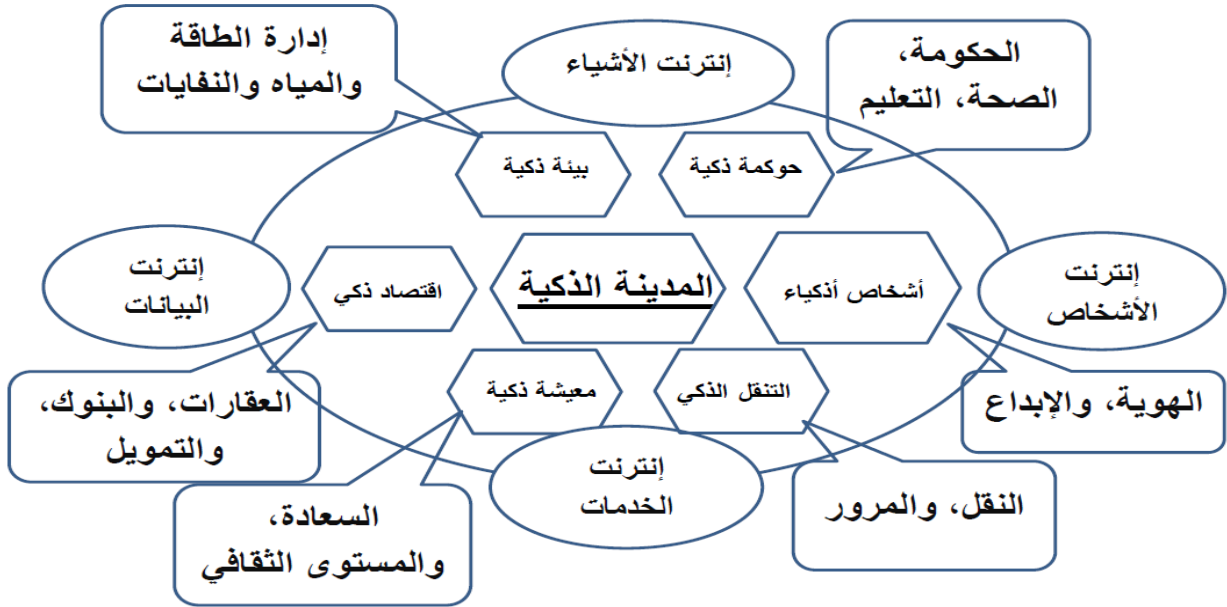 إدارة الطاقة
والمياه والنفايات
إنترنت الأشياء
الحكومة،
الصحة، التعليم
بيئة ذكية
حوكمة ذكية
إنترنت
البيانات
اقتصاد ذكي
المدينة الذكية
أشخاص أذكياء
إنترنت
الأشخاص
العقارات، والبنوك،
والتمويل
معيشة ذكية
التنقل الذكي
الهوية، والإبداع
السعادة،
والمستوى الثقافي
إنترنت
الخدمات
النقل، والمرور